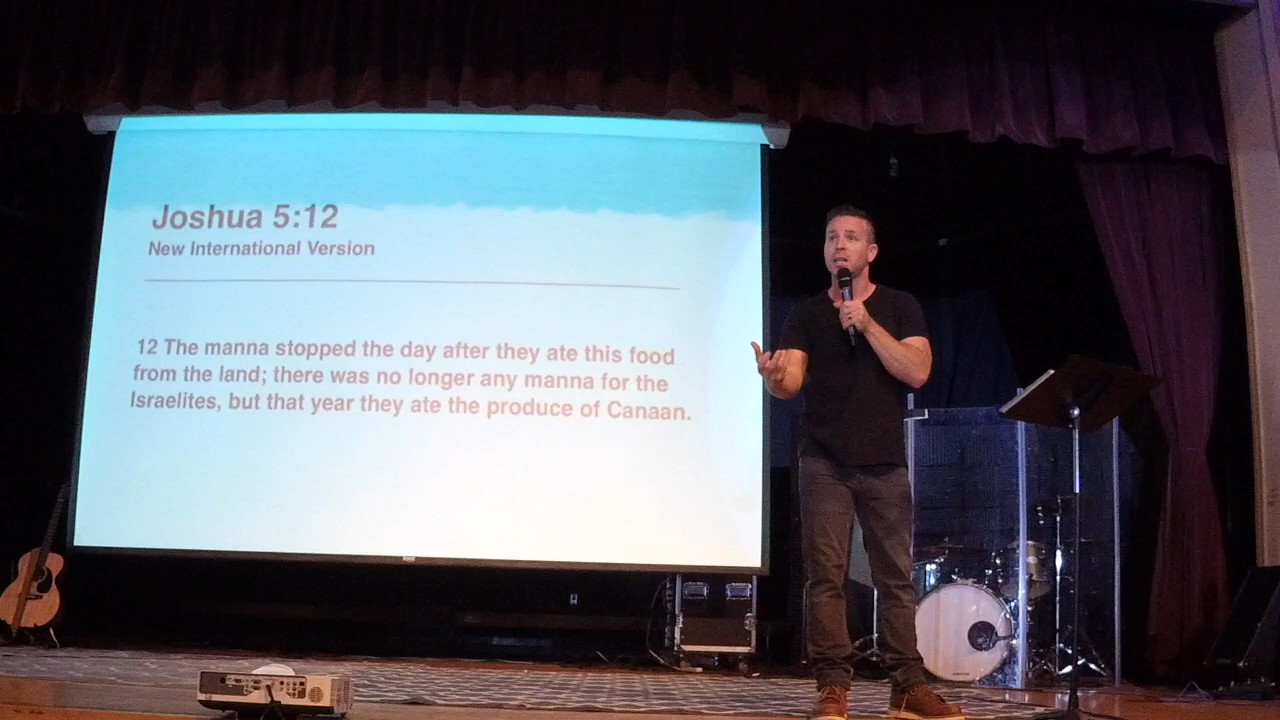 Joshua 5:12
New International Version
12 The manna stopped the day after they ate this food
from the land; there was no longer any manna for the
Israelites, but that year they ate the produce of Canaan.